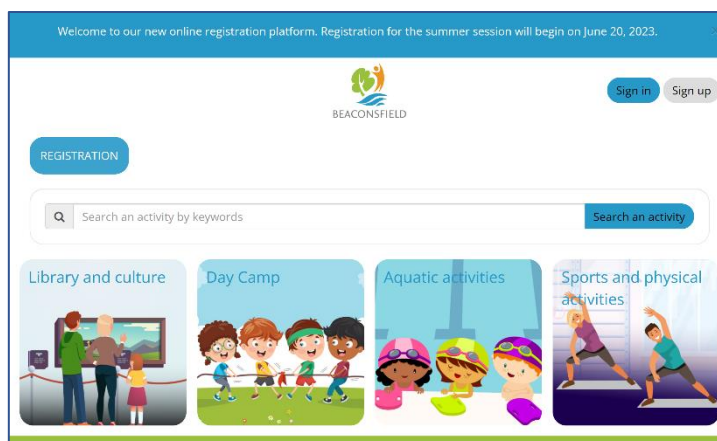 Welcome to our new online registration platform. Registration for the summer session will begin on June 20, 2023.
BEACONSFIELD
Sign in
Sign up
REGISTRATION
Search an activity by keywords
Search an activity
Library and culture
Day Camp
Aquatic activities
Sports and physical
activities